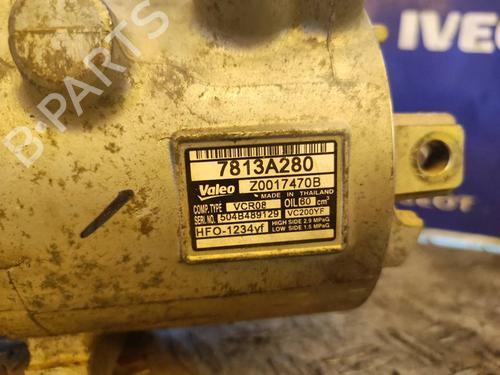 B-PARTS
IVECO
7813A280
Valeo Z0017470B
MADE IN THAILAND
COMP.TYPE VCR08 OIL 80 cm³
SERI.NO. 504B489129 VC200YF
HFO-1234yf HIGH SIDE 2.9 MPaG
LOW SIDE 1.5 MPaG